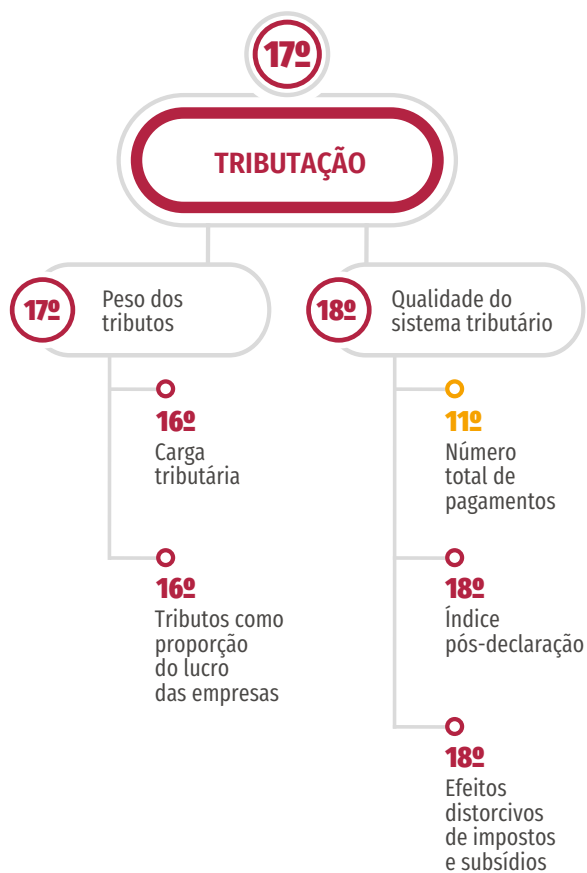 17º
TRIBUTAÇÃO
17º
Peso dos
tributos
16º
Carga
tributária
16º
Tributos como
proporção
do lucro
das empresas
18º
Qualidade do
sistema tributário
11º
Número
total de
pagamentos
18º
Índice
pós-declaração
18º
Efeitos
distorcivos
de impostos
e subsídios